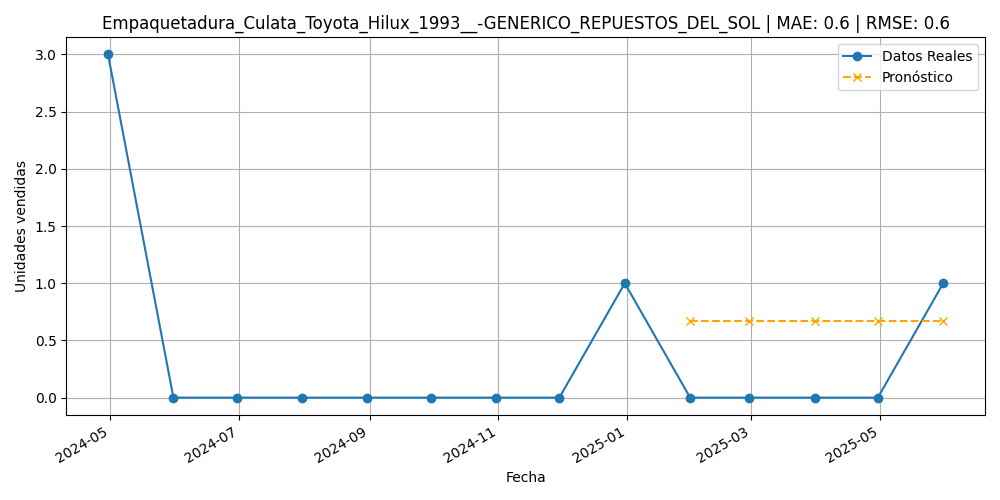 Empaquetadura_Culata_Toyota_Hilux_1993__-GENERICO_REPUESTOS_DEL_SOL | MAE: 0.6 | RMSE: 0.6
Datos Reales
Pronóstico
Unidades vendidas
3.0
2.5
2.0
1.5
1.0
0.5
0.0
2024-05
2024-07
2024-09
2024-11
2025-01
2025-03
2025-05
Fecha